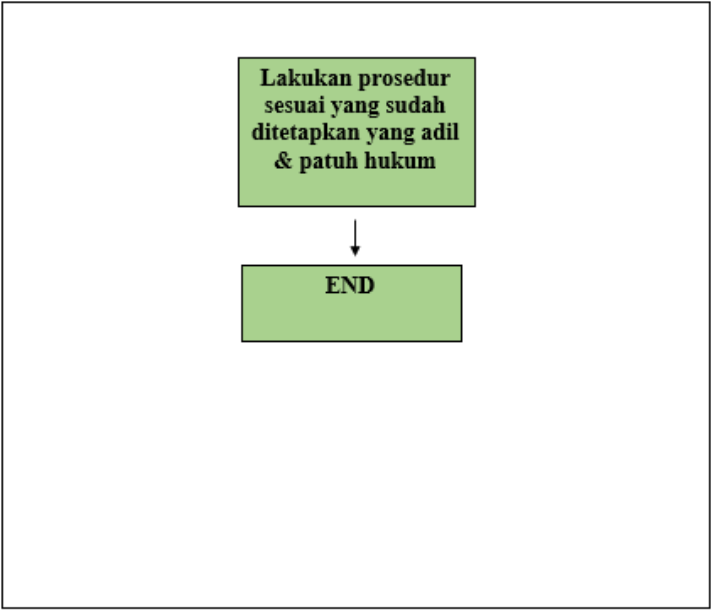 Lakukan prosedur
sesuai yang sudah
ditetapkan yang adil
& patuh hukum
END